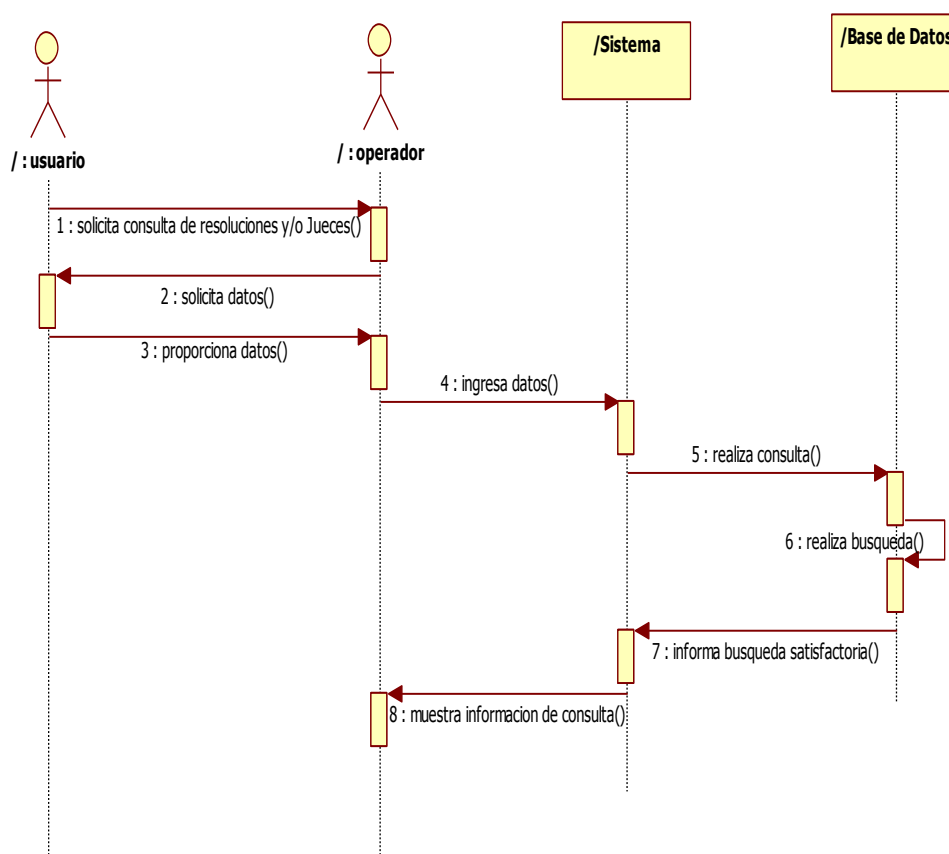 /Sistema
/Base de Datos
/ : usuario
/ : operador
1 : solicita consulta de resoluciones y/o Jueces()
2 : solicita datos()
3 : proporciona datos()
4 : ingresa datos()
5 : realiza consulta()
6 : realiza busqueda()
7 : informa busqueda satisfactoria()
8 : muestra informacion de consulta()